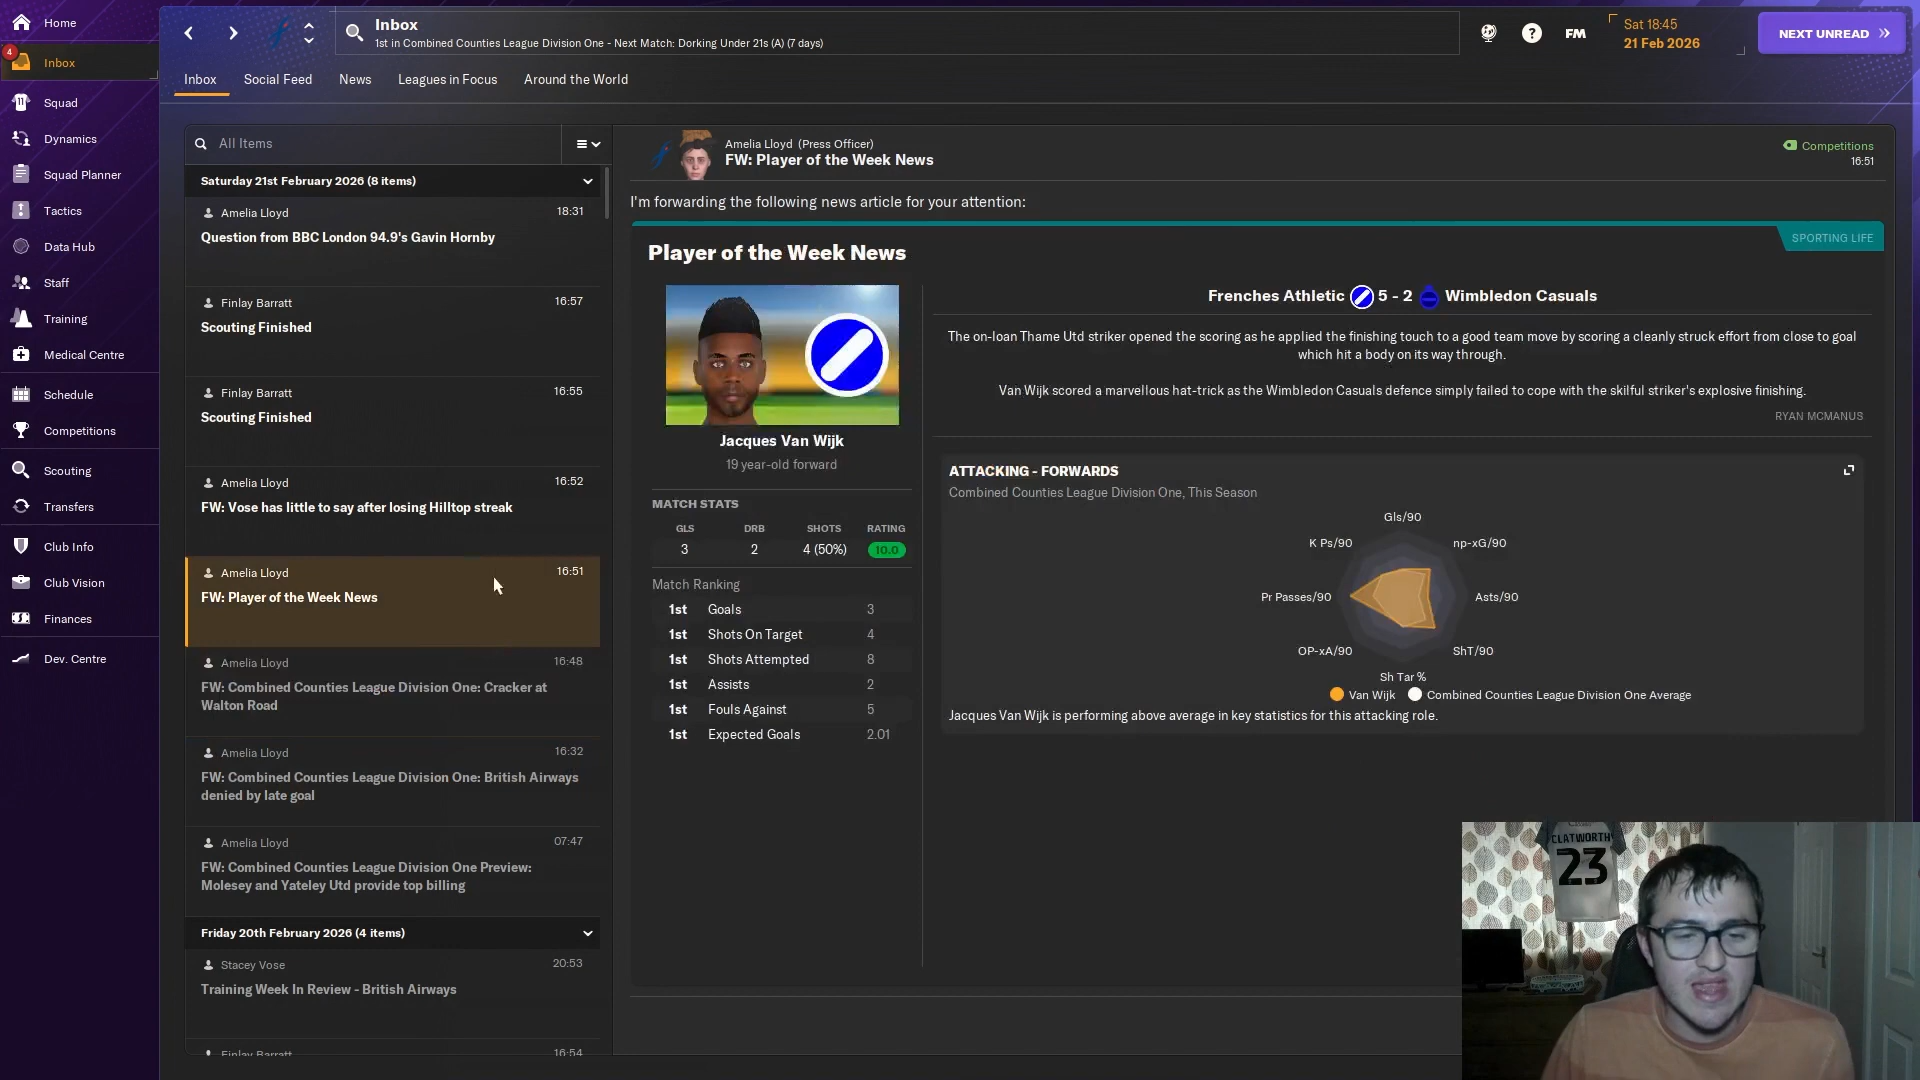 Home
4
Inbox
Squad
Dynamics
Squad Planner
Tactics
Data Hub
Staff
Training
Medical Centre
Schedule
Competitions
Scouting
Transfers
Club Info
Club Vision
Finances
Dev. Centre
Inbox
1st in Combined Counties League Division One - Next Match: Dorking Under 21s (A) (7 days)
?
FM
Sat 18:45
21 Feb 2026
NEXT UNREAD
Inbox
Social Feed
News
Leagues in Focus
Around the World
All Items
Saturday 21st February 2026 (8 items)
Amelia Lloyd 18:31
Question from BBC London 94.9's Gavin Hornby
Finlay Barratt 16:57
Scouting Finished
Finlay Barratt 16:55
Scouting Finished
Amelia Lloyd 16:52
FW: Vose has little to say after losing Hilltop streak
Amelia Lloyd 16:51
FW: Player of the Week News
Amelia Lloyd 16:48
FW: Combined Counties League Division One: Cracker at
Walton Road
Amelia Lloyd 16:32
FW: Combined Counties League Division One: British Airways
denied by late goal
Amelia Lloyd 07:47
FW: Combined Counties League Division One Preview:
Molesey and Yateley Utd provide top billing
Friday 20th February 2026 (4 items)
Stacey Vose 20:53
Training Week In Review - British Airways
Finlay Barratt 16:54
Amelia Lloyd (Press Officer)
FW: Player of the Week News
Competitions
16:51
I'm forwarding the following news article for your attention:
SPORTING LIFE
Player of the Week News
Jacques Van Wijk
19 year-old forward
MATCH STATS
GLS DRB SHOTS RATING
3 2 4 (50%) 10.0
Match Ranking
1st Goals 3
1st Shots On Target 4
1st Shots Attempted 8
1st Assists 2
1st Fouls Against 5
1st Expected Goals 2.01
Frenches Athletic 5 - 2 Wimbledon Casuals
The on-loan Thame Utd striker opened the scoring as he applied the finishing touch to a good team move by scoring a cleanly struck effort from close to goal
which hit a body on its way through.
Van Wijk scored a marvellous hat-trick as the Wimbledon Casuals defence simply failed to cope with the skilful striker's explosive finishing.
RYAN MCMANUS
ATTACKING - FORWARDS
Combined Counties League Division One, This Season
Gls/90
K Ps/90
np-xG/90
Pr Passes/90
Asts/90
OP-xA/90
ShT/90
Sh Tar %
Van Wijk
Combined Counties League Division One Average
Jacques Van Wijk is performing above average in key statistics for this attacking role.
CLATWORTH
23